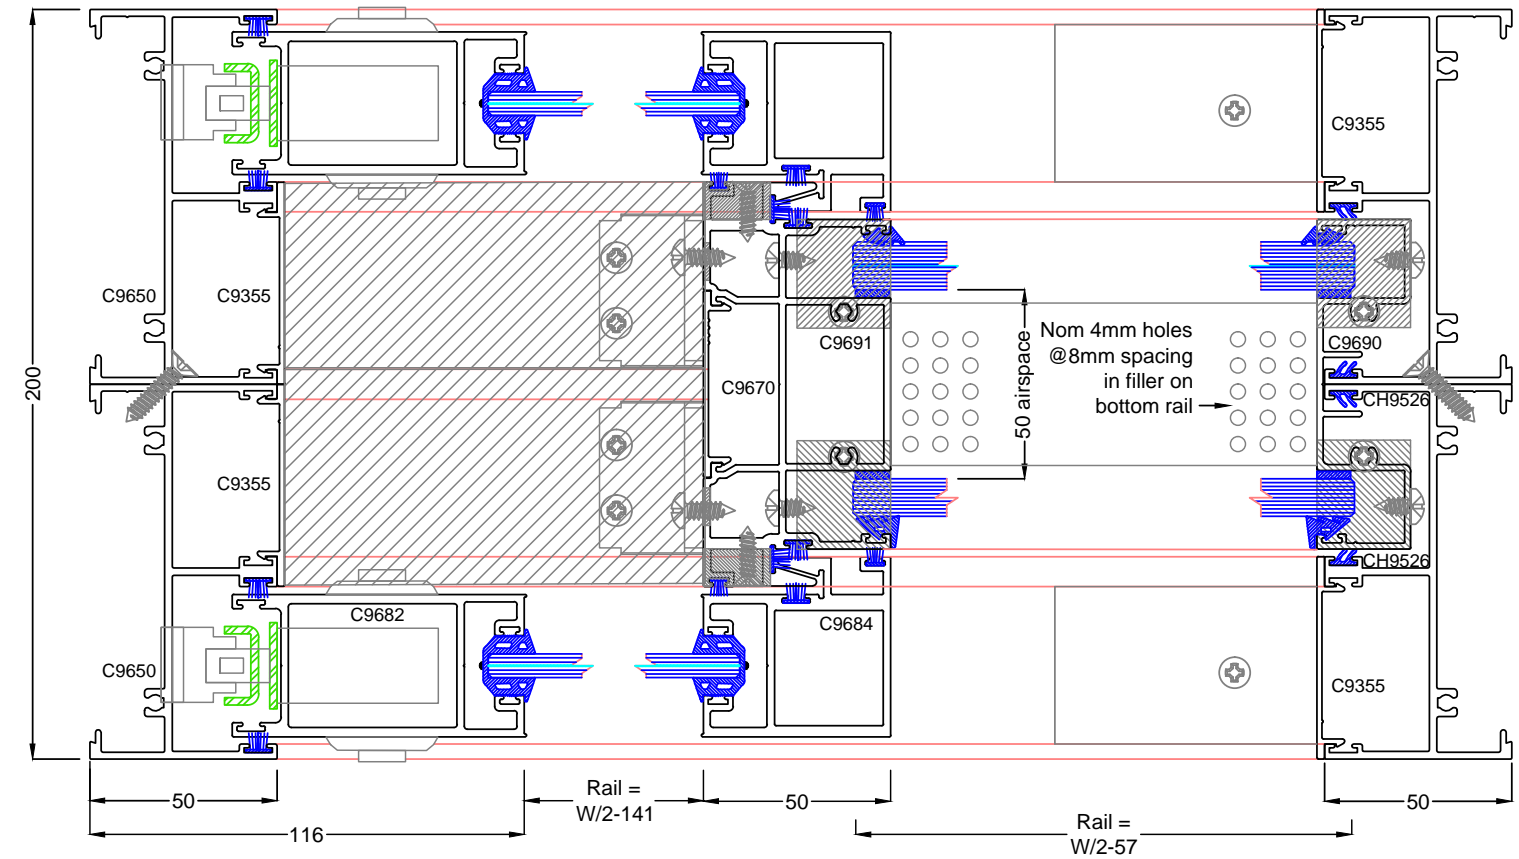 C9355
C9650
C9355
200
C9691
50 airspace
Nom 4mm holes
@8mm spacing
in filler on
bottom rail
C9690
C9670
CH9526
C9355
CH9526
C9682
C9684
C9650
C9355
50
Rail =
W/2-141
50
50
116
Rail =
W/2-57